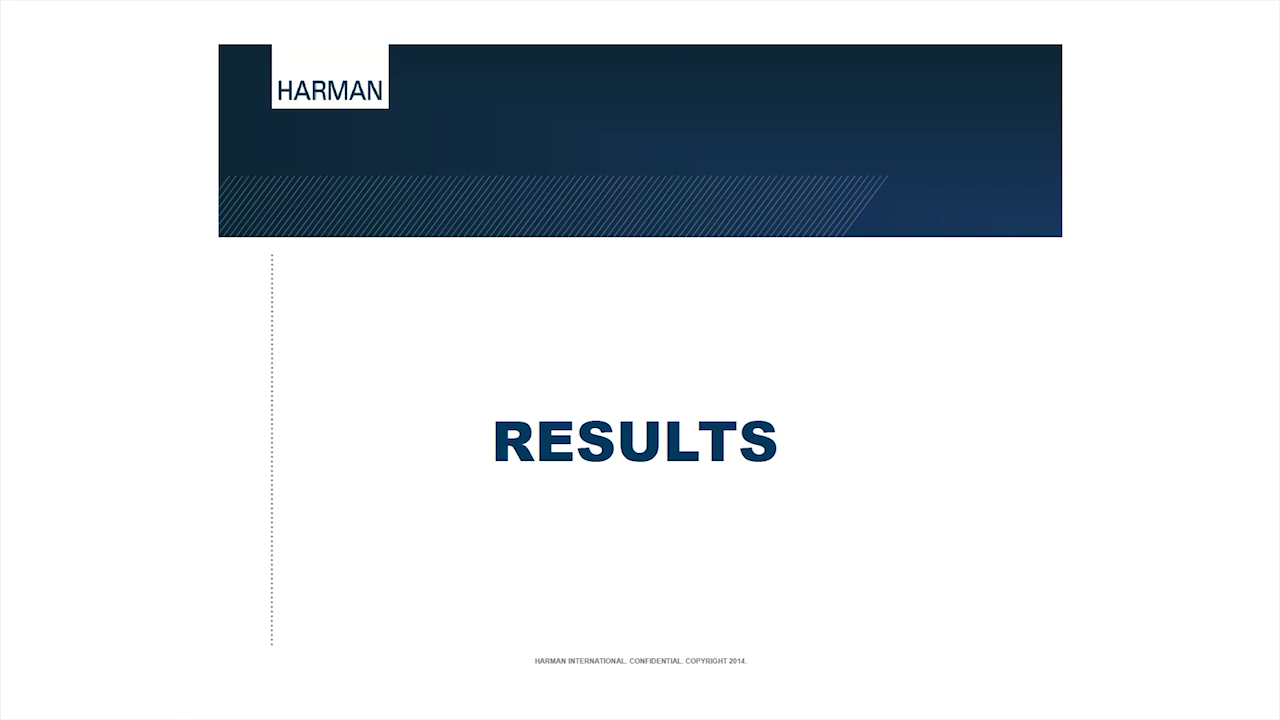 HARMAN
RESULTS
HARMAN INTERNATIONAL. CONFIDENTIAL. COPYRIGHT 2014.